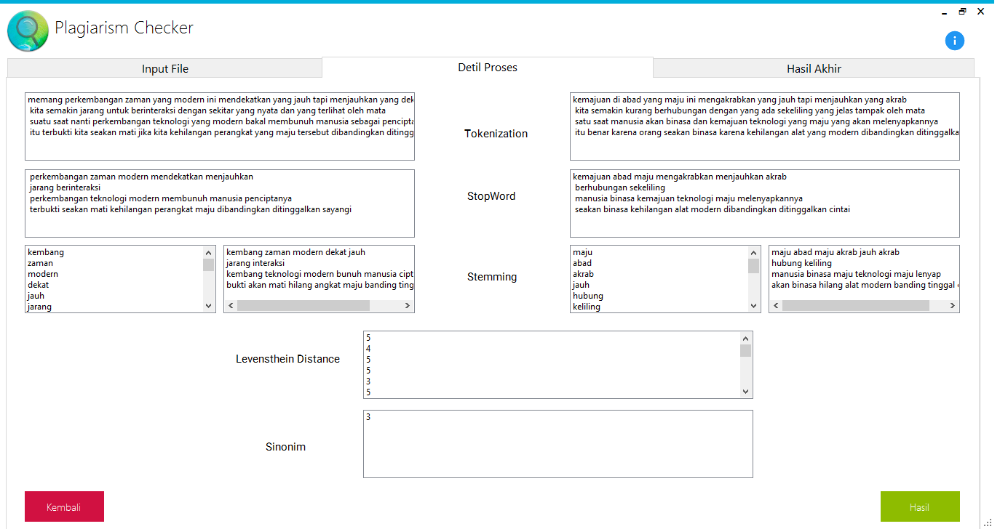 Plagiarism Checker
Input File
Detil Proses
Hasil Akhir
memang perkembangan zaman yang modern ini mendekatkan yang jauh tapi menjauhkan yang
kita semakin jarang untuk berinteraksi dengan sekitar yang nyata dan yang terlihat oleh mata
suatu saat nanti perkembangan teknologi yang modern bakal membunuh manusia sebagai
itu terbukti kita seakan mati jika kita kehilangan perangkat yang maju tersebut dibandingkan
Tokenization
kemajuan di abad yang maju ini mengakrabkan yang jauh tapi menjauhkan yang akrab
kita semakin kurang berhubungan dengan yang ada sekeliling yang jelas tampak oleh mata
satu saat manusia akan binasa dan kemajuan teknologi yang maju yang akan melenyapkannya
itu benar karena orang seakan binasa karena kehilangan alat yang modern dibandingkan ditinggalka
perkembangan zaman modern mendekatkan menjauhkan
jarang berinteraksi
perkembangan teknologi modern membunuh manusia penciptanya
terbukti seakan mati kehilangan perangkat maju dibandingkan ditinggalkan sayangi
StopWord
kemajuan abad maju mengakrabkan menjauhkan akrab
berhubungan sekeliling
manusia binasa kemajuan teknologi maju melenyapkannya
seakan binasa kehilangan alat modern dibandingkan ditinggalkan cintai
kembang
zaman
modern
dekat
jauh
jarang
kembang zaman modern dekat jauh
jarang interaksi
kembang teknologi modern bunuh manusia cipt
bukti akan mati hilang angkat maju banding ting
Stemming
maju
abad
akrab
jauh
hubung
keliling
maju abad maju akrab jauh akrab
hubung keliling
manusia binasa maju teknologi maju lenyap
akan binasa hilang alat modern banding tinggal
Levensthein Distance
5
4
5
5
3
5
Sinonim
3
Kembali
Hasil